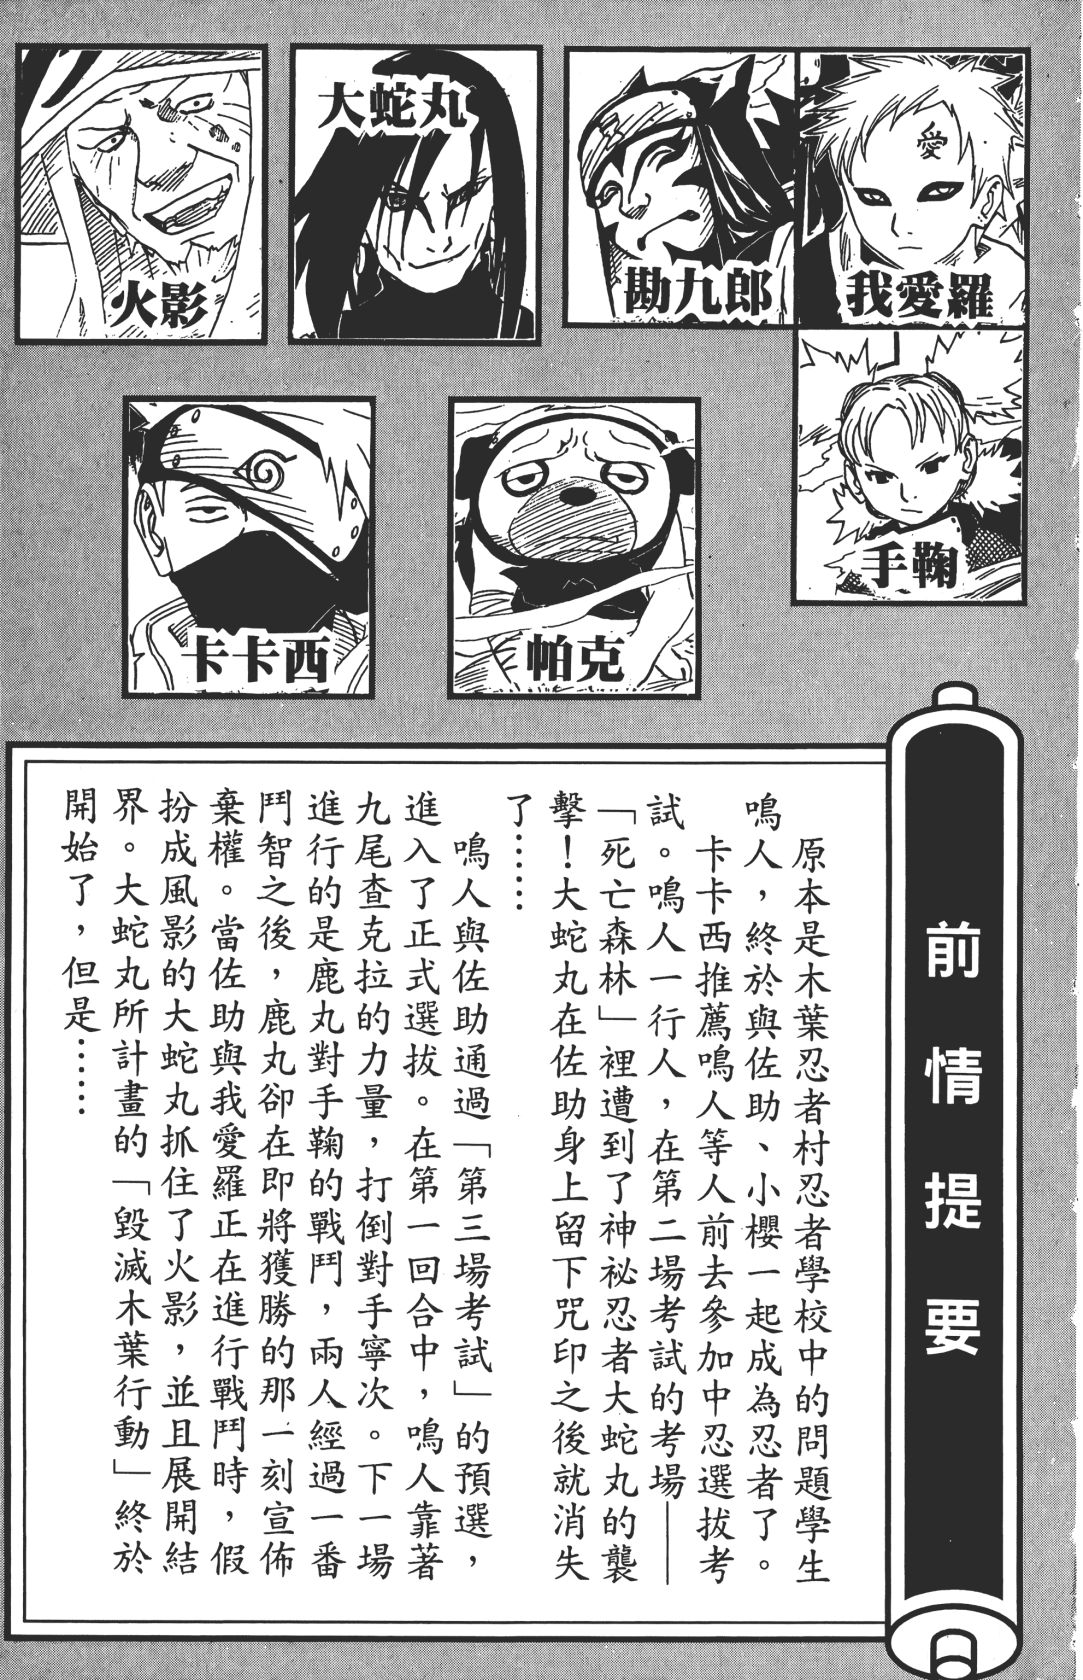 我愛羅
愛
勘九郎
大蛇丸
火影
手鞠
帕克
卡卡西
前情提要
原本是木葉忍者村忍者學校中的問題學生
鳴人，終於與佐助、小櫻一起成為忍者了。
卡卡西推薦鳴人等人前去參加中忍選拔考
試。鳴人一行人，在第二場考試的考場——
「死亡森林」裡遭到了神祕忍者大蛇丸的襲
擊！大蛇丸在佐助身上留下咒印之後就消失
了……
鳴人與佐助通過「第三場考試」的預選，
進入了正式選拔。在第一回合中，鳴人靠著
九尾查克拉的力量，打倒對手寧次。下一場
進行的是鹿丸對手鞠的戰鬥，兩人經過一番
鬥智之後，鹿丸卻在即將獲勝的那一刻宣佈
棄權。當佐助與我愛羅正在進行戰鬥時，假
扮成風影的大蛇丸抓住了火影，並且展開結
界。大蛇丸所計畫的「毀滅木葉行動」終於
開始了，但是……